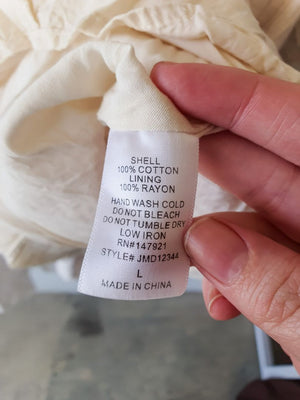 SHELL
100% COTTON
LINING
100% RAYON
HAND WASH COLD
DO NOT BLEACH
DO NOT TUMBLE DRY
LOW IRON
RN#147921
STYLE# JMD12344
L
MADE IN CHINA